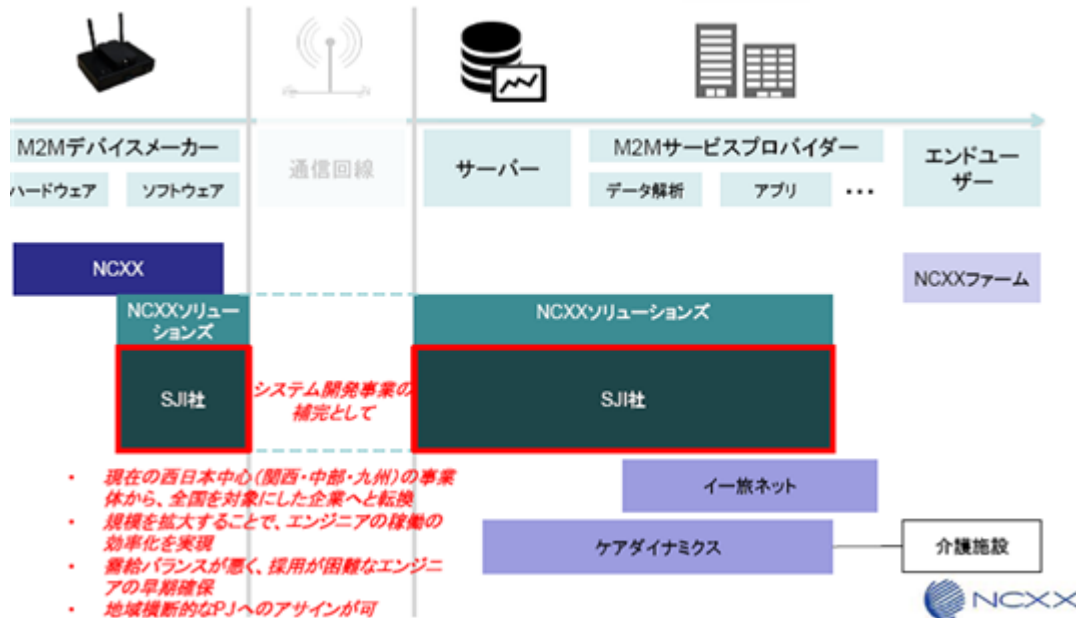 M2Mデバイスメーカー
ハードウェア
ソフトウェア
通信回線
サーバー
M2Mサービスプロバイダー
データ解析
アプリ
・・・
エンドユー
ザー
NCXX
NCXXファーム
NCXXソリュー
ションズ
NCXXソリューションズ
SJI社
システム開発事業の
補完として
SJI社
・ 現在の西日本中心(関西・中部・九州)の事業
体から、全国を対象にした企業へと転換
・ 規模を拡大することで、エンジニアの稼働の
効率化を実現
・ 需給バランスが悪く、採用が困難なエンジニ
アの早期確保
・ 地域横断的なPJへのアサインが可
イー旅ネット
ケアダイナミクス
介護施設
NCXX